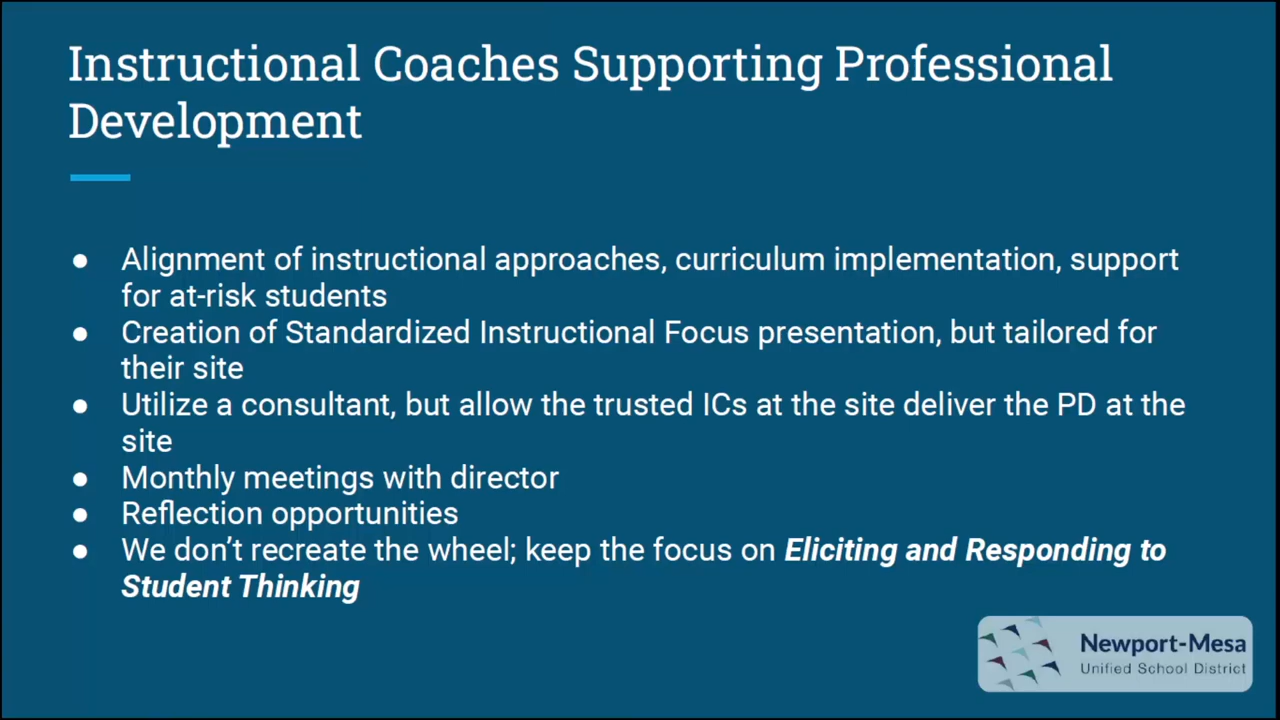 Instructional Coaches Supporting Professional
Development
● Alignment of instructional approaches, curriculum implementation, support
for at-risk students
● Creation of Standardized Instructional Focus presentation, but tailored for
their site
● Utilize a consultant, but allow the trusted ICs at the site deliver the PD at the
site
● Monthly meetings with director
● Reflection opportunities
● We don’t recreate the wheel; keep the focus on Eliciting and Responding to
Student Thinking
Newport-Mesa
Unified School District